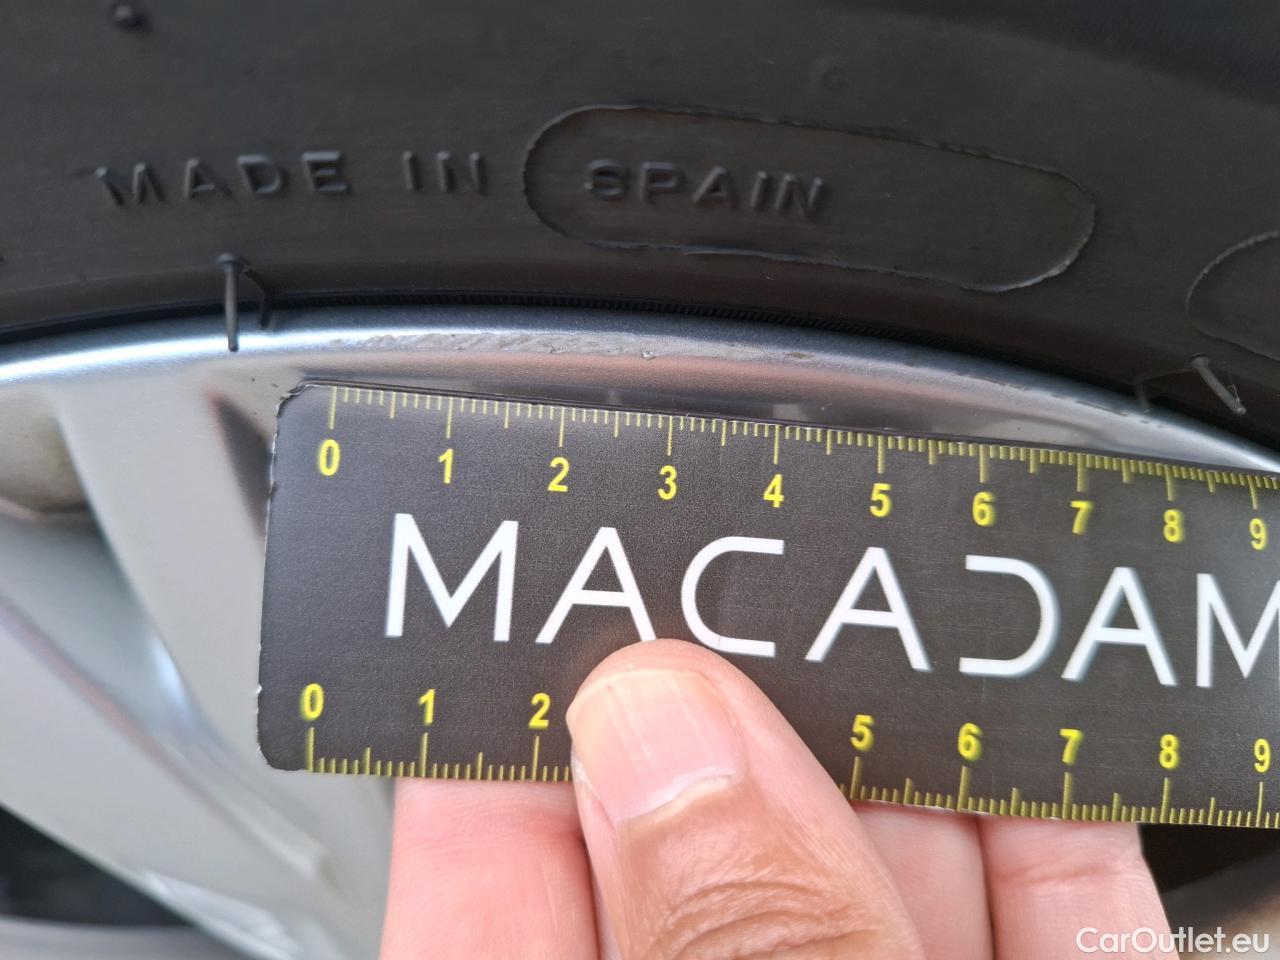 MADE IN SPAIN
0 1 2 3 4 5 6 7 8 9
MACADAM
0 1 2 5 6 7 8 9
CarOutlet.eu